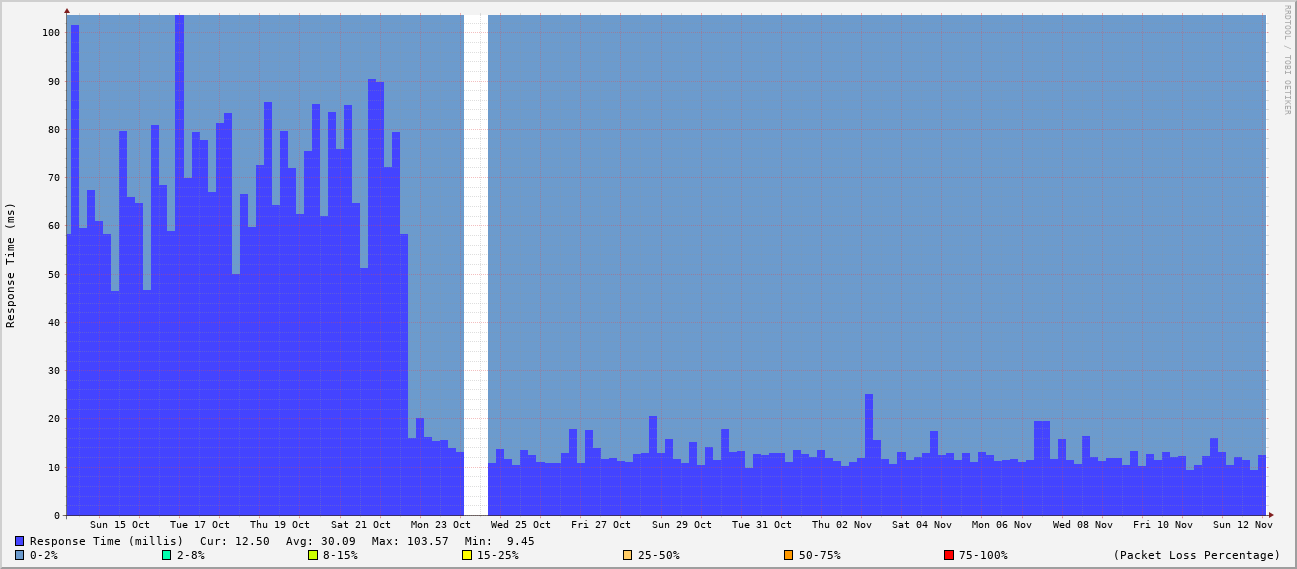 RRDTOOL / TOBI OETIKER
Response Time (ms)
100
90
80
70
60
50
40
30
20
10
0
Sun 15 Oct Tue 17 Oct Thu 19 Oct Sat 21 Oct Mon 23 Oct Wed 25 Oct Fri 27 Oct Sun 29 Oct Tue 31 Oct Thu 02 Nov Sat 04 Nov Mon 06 Nov Wed 08 Nov Fri 10 Nov Sun 12 Nov
Response Time (millis) Cur: 12.50 Avg: 30.09 Max: 103.57 Min: 9.45
0-2% 2-8% 8-15% 15-25% 25-50% 50-75% 75-100% (Packet Loss Percentage)